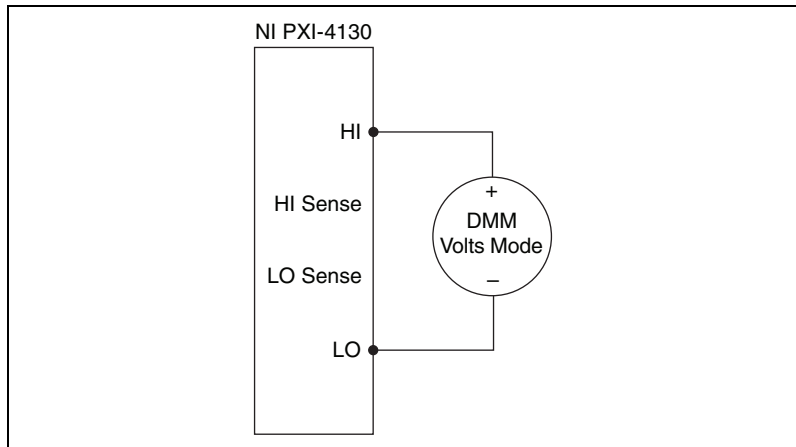 NI PXI-4130
HI
+
HI Sense
DMM
Volts Mode
LO Sense
–
LO